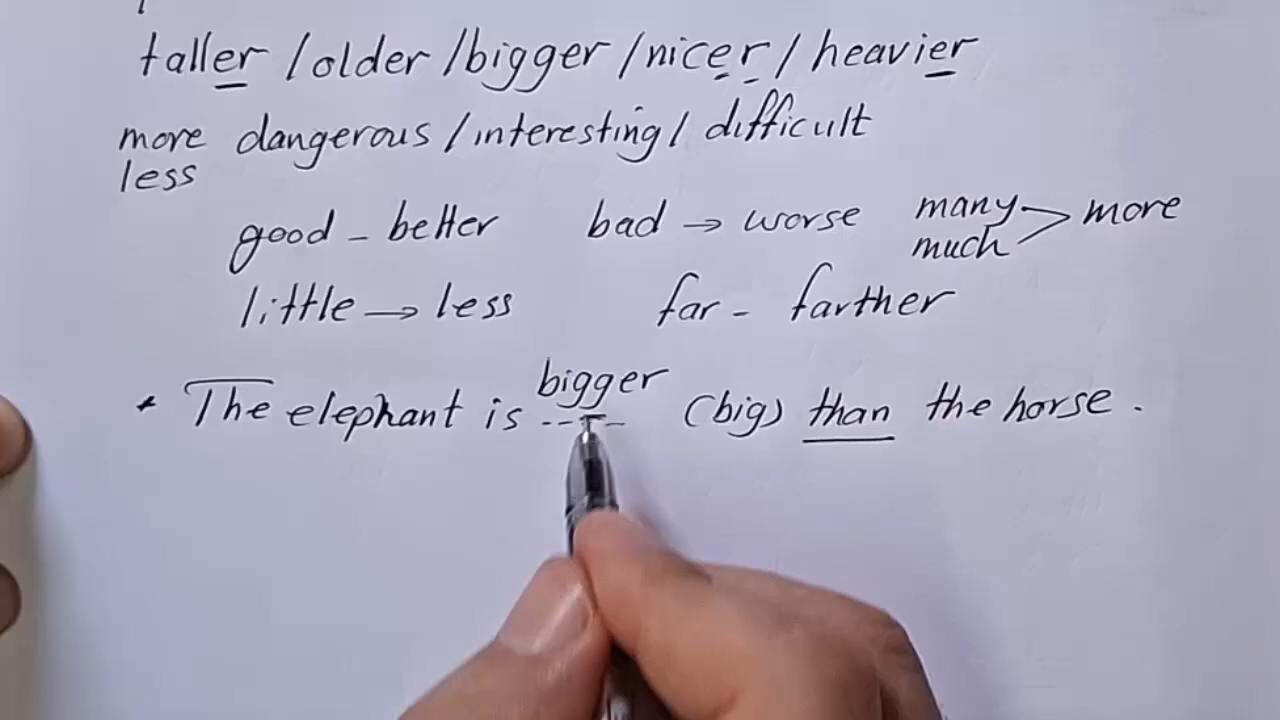 taller / older / bigger / nicer / heavier
more dangerous / interesting / difficult
less
good - better bad → worse many much > more
little → less far - farther
* The elephant is bigger ----- (big) than the horse.